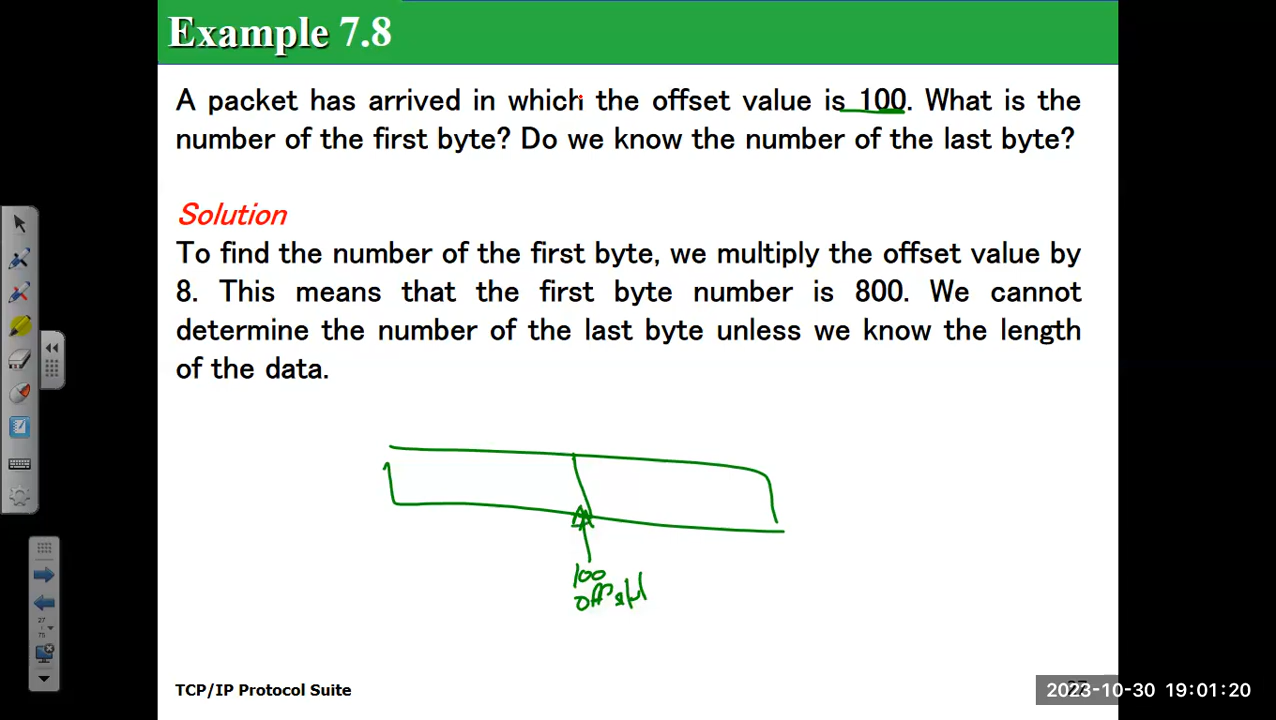 Example 7.8
A packet has arrived in which the offset value is 100. What is the
number of the first byte? Do we know the number of the last byte?
Solution
To find the number of the first byte, we multiply the offset value by
8. This means that the first byte number is 800. We cannot
determine the number of the last byte unless we know the length
of the data.
100
offset
27
75
TCP/IP Protocol Suite
2023-10-30 19:01:20